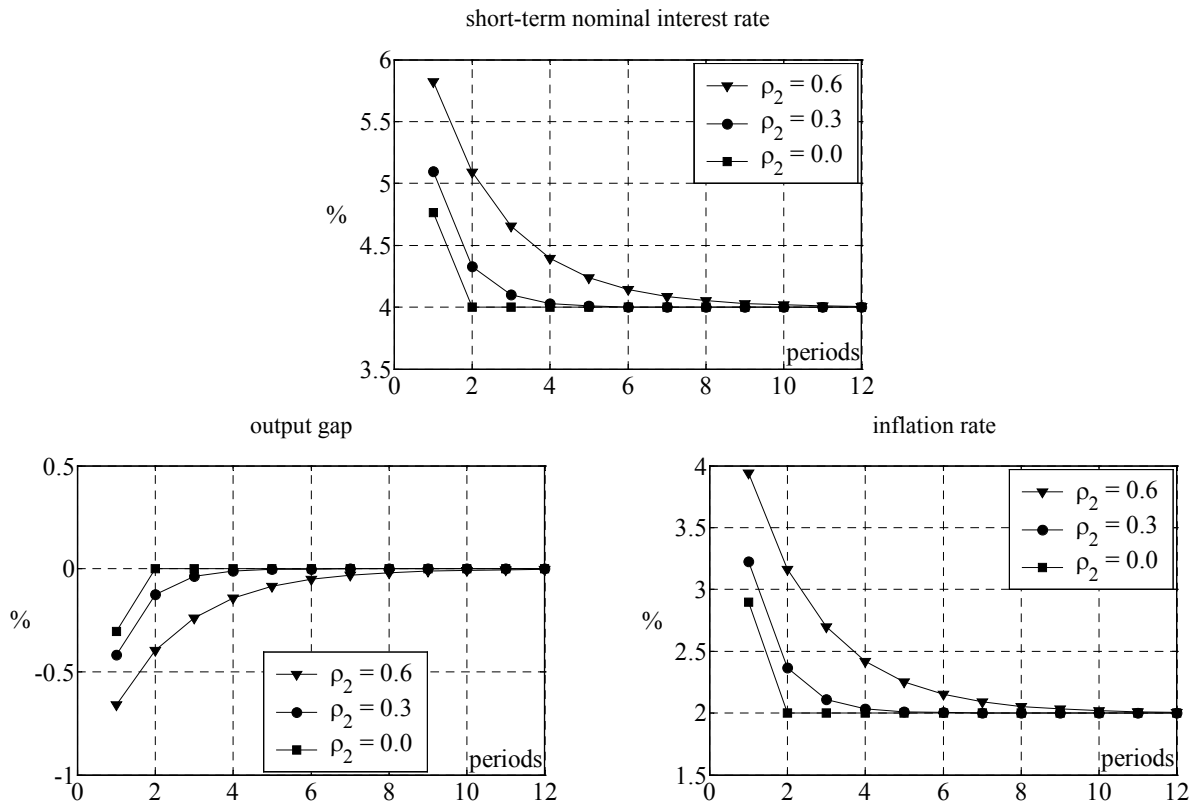 short-term nominal interest rate
6
5.5
5
%
4.5
4
3.5
ρ₂ = 0.6
ρ₂ = 0.3
ρ₂ = 0.0
periods
0 2 4 6 8 10 12
output gap
0.5
0
%
-0.5
-1
ρ₂ = 0.6
ρ₂ = 0.3
ρ₂ = 0.0
periods
0 2 4 6 8 10 12
inflation rate
4
3.5
3
%
2.5
2
1.5
ρ₂ = 0.6
ρ₂ = 0.3
ρ₂ = 0.0
periods
0 2 4 6 8 10 12